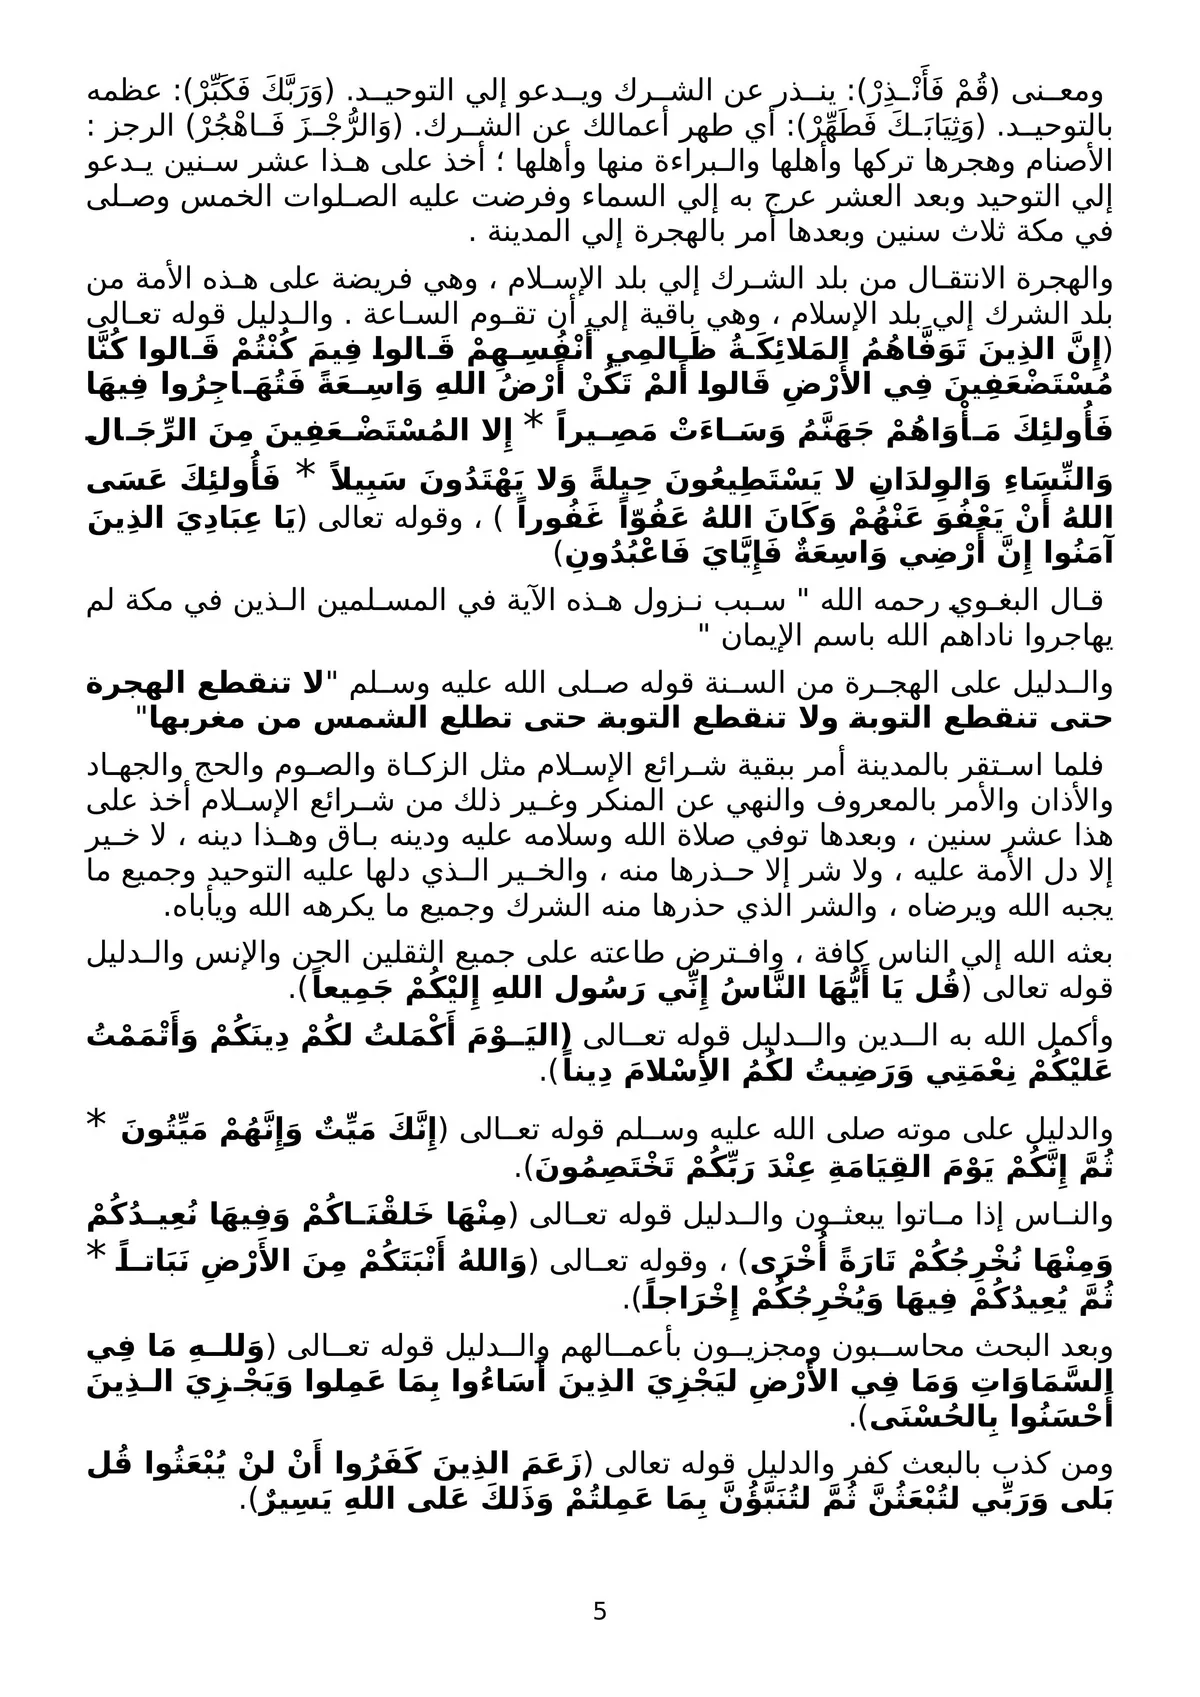 ومعنى (قُمْ فَأَنْذِرْ): ينذر عن الشرك ويدعو إلي التوحيد. (وَرَبَّكَ فَكَبِّرْ): عظمه
بالتوحيد. (وَثِيَابَكَ فَطَهِّرْ): أي طهر أعمالك عن الشرك. (وَالرُّجْزَ فَاهْجُرْ) الرجز :
الأصنام وهجرها تركها وأهلها والبراءة منها وأهلها ؛ أخذ على هذا عشر سنين يدعو
إلي التوحيد وبعد العشر عرج به إلي السماء وفرضت عليه الصلوات الخمس وصلى
في مكة ثلاث سنين وبعدها أمر بالهجرة إلي المدينة .
والهجرة الانتقال من بلد الشرك إلي بلد الإسلام ، وهي فريضة على هذه الأمة من
بلد الشرك إلي بلد الإسلام ، وهي باقية إلي أن تقوم الساعة . والدليل قوله تعالى
(إِنَّ الذِينَ تَوَفَّاهُمُ المَلائِكَةُ ظَالمِي أَنْفُسِهِمْ قَالوا فِيمَ كُنْتُمْ قَالوا كُنَّا
مُسْتَضْعَفِينَ فِي الأَرْضِ قَالوا أَلمْ تَكُنْ أَرْضُ اللهِ وَاسِعَةً فَتُهَاجِرُوا فِيهَا
فَأُولئِكَ مَأْوَاهُمْ جَهَنَّمُ وَسَاءَتْ مَصِيراً * إِلا المُسْتَضْعَفِينَ مِنَ الرِّجَال
وَالنِّسَاءِ وَالوِلدَانِ لا يَسْتَطِيعُونَ حِيلةً وَلا يَهْتَدُونَ سَبِيلاً * فَأُولئِكَ عَسَى
اللهُ أَنْ يَعْفُوَ عَنْهُمْ وَكَانَ اللهُ عَفُوّاً غَفُوراً ) ، وقوله تعالى (يَا عِبَادِيَ الذِينَ
آمَنُوا إِنَّ أَرْضِي وَاسِعَةٌ فَإِيَّايَ فَاعْبُدُونِ)
قال البغوي رحمه الله " سبب نزول هذه الآية في المسلمين الذين في مكة لم
يهاجروا ناداهم الله باسم الإيمان "
والدليل على الهجرة من السنة قوله صلى الله عليه وسلم "لا تنقطع الهجرة
حتى تنقطع التوبة ولا تنقطع التوبة حتى تطلع الشمس من مغربها"
فلما استقر بالمدينة أمر ببقية شرائع الإسلام مثل الزكاة والصوم والحج والجهاد
والأذان والأمر بالمعروف والنهي عن المنكر وغير ذلك من شرائع الإسلام أخذ على
هذا عشر سنين ، وبعدها توفي صلاة الله وسلامه عليه ودينه باق وهذا دينه ، لا خير
إلا دل الأمة عليه ، ولا شر إلا حذرها منه ، والخير الذي دلها عليه التوحيد وجميع ما
يجبه الله ويرضاه ، والشر الذي حذرها منه الشرك وجميع ما يكرهه الله ويأباه.
بعثه الله إلي الناس كافة ، وافترض طاعته على جميع الثقلين الجن والإنس والدليل
قوله تعالى (قُل يَا أَيُّهَا النَّاسُ إِنِّي رَسُول اللهِ إِليْكُمْ جَمِيعاً).
وأكمل الله به الدين والدليل قوله تعالى (اليَوْمَ أَكْمَلتُ لكُمْ دِينَكُمْ وَأَتْمَمْتُ
عَليْكُمْ نِعْمَتِي وَرَضِيتُ لكُمُ الأِسْلامَ دِيناً).
والدليل على موته صلى الله عليه وسلم قوله تعالى (إِنَّكَ مَيِّتٌ وَإِنَّهُمْ مَيِّتُونَ *
ثُمَّ إِنَّكُمْ يَوْمَ القِيَامَةِ عِنْدَ رَبِّكُمْ تَخْتَصِمُونَ).
والناس إذا ماتوا يبعثون والدليل قوله تعالى (مِنْهَا خَلقْنَاكُمْ وَفِيهَا نُعِيدُكُمْ
وَمِنْهَا نُخْرِجُكُمْ تَارَةً أُخْرَى) ، وقوله تعالى (وَاللهُ أَنْبَتَكُمْ مِنَ الأَرْضِ نَبَاتاً *
ثُمَّ يُعِيدُكُمْ فِيهَا وَيُخْرِجُكُمْ إِخْرَاجاً).
وبعد البحث محاسبون ومجزيون بأعمالهم والدليل قوله تعالى (وَللهِ مَا فِي
السَّمَاوَاتِ وَمَا فِي الأَرْضِ ليَجْزِيَ الذِينَ أَسَاءُوا بِمَا عَمِلوا وَيَجْزِيَ الذِينَ
أَحْسَنُوا بِالحُسْنَى).
ومن كذب بالبعث كفر والدليل قوله تعالى (زَعَمَ الذِينَ كَفَرُوا أَنْ لنْ يُبْعَثُوا قُل
بَلى وَرَبِّي لتُبْعَثُنَّ ثُمَّ لتُنَبَّؤُنَّ بِمَا عَمِلتُمْ وَذَلكَ عَلى اللهِ يَسِيرٌ).
5